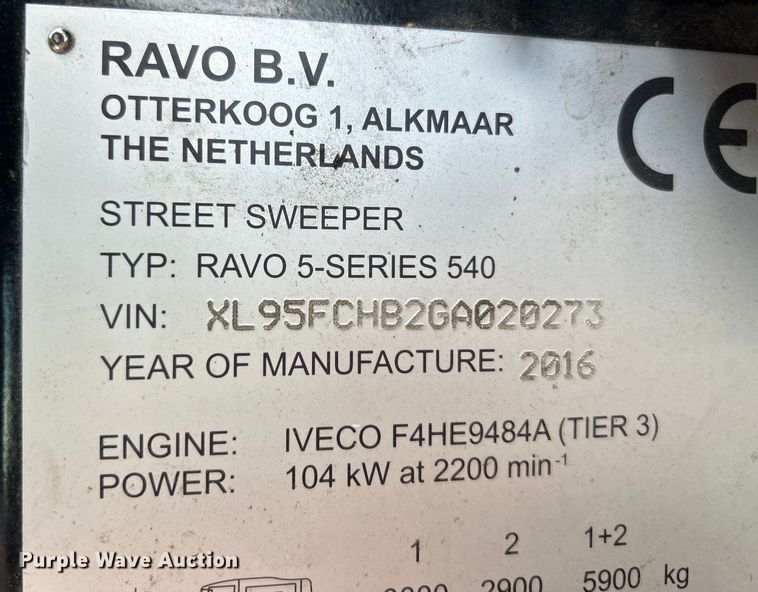 RAVO B.V.
OTTERKOOG 1, ALKMAAR
THE NETHERLANDS
CE
STREET SWEEPER
TYP: RAVO 5-SERIES 540
VIN: XL95FCHB2GA020273
YEAR OF MANUFACTURE: 2016
ENGINE: IVECO F4HE9484A (TIER 3)
POWER: 104 kW at 2200 min-1
1 2 1+2
2900 5900 kg
Purple Wave Auction